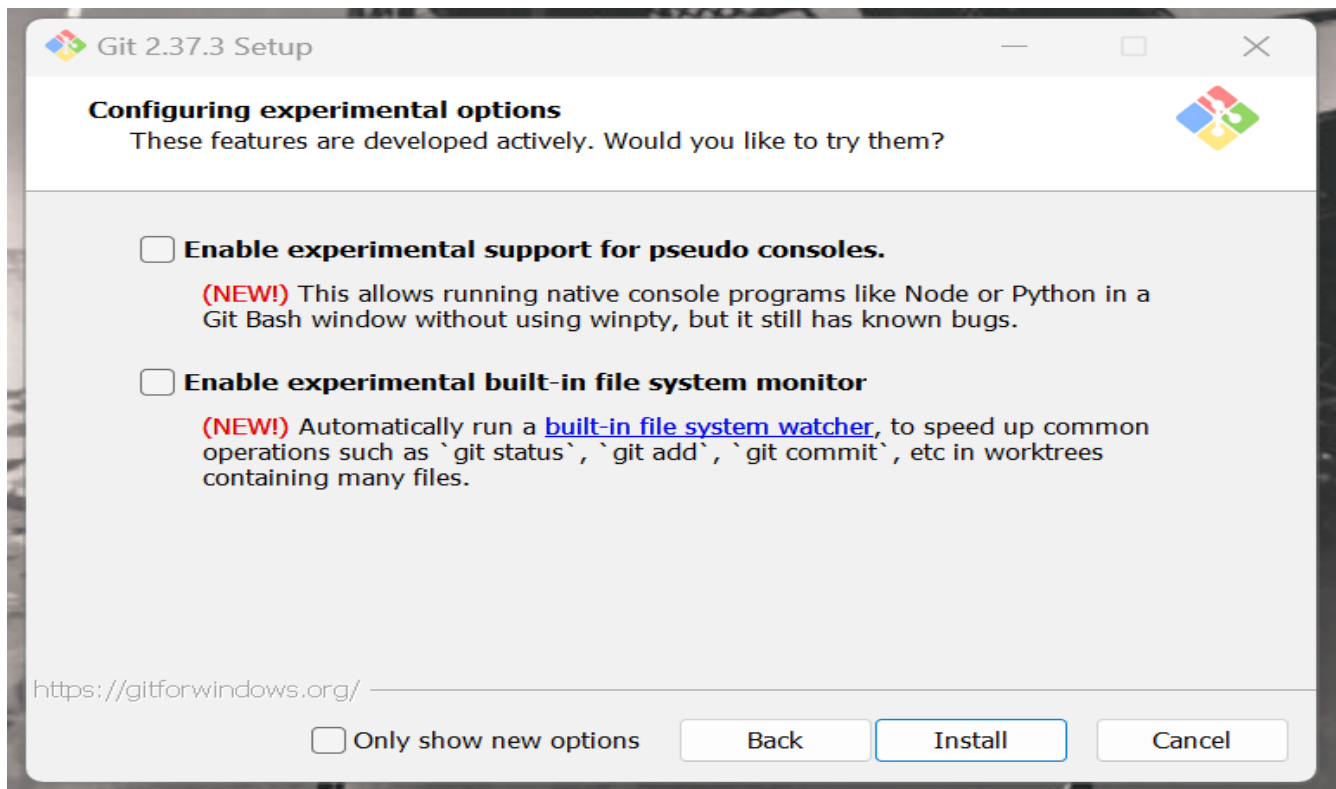 Git 2.37.3 Setup
Configuring experimental options
These features are developed actively. Would you like to try them?
Enable experimental support for pseudo consoles.
(NEW!) This allows running native console programs like Node or Python in a
Git Bash window without using winpty, but it still has known bugs.
Enable experimental built-in file system monitor
(NEW!) Automatically run a built-in file system watcher, to speed up common
operations such as `git status`, `git add`, `git commit`, etc in worktrees
containing many files.
https://gitforwindows.org/
Only show new options
Back
Install
Cancel